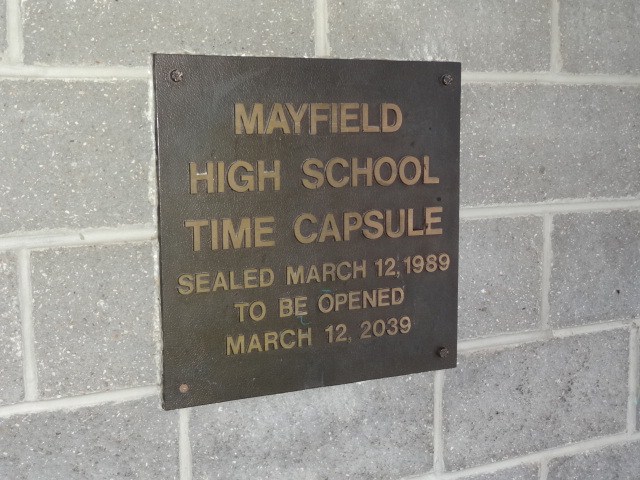 MAYFIELD
HIGH SCHOOL
TIME CAPSULE
SEALED MARCH 12, 1989
TO BE OPENED
MARCH 12, 2039